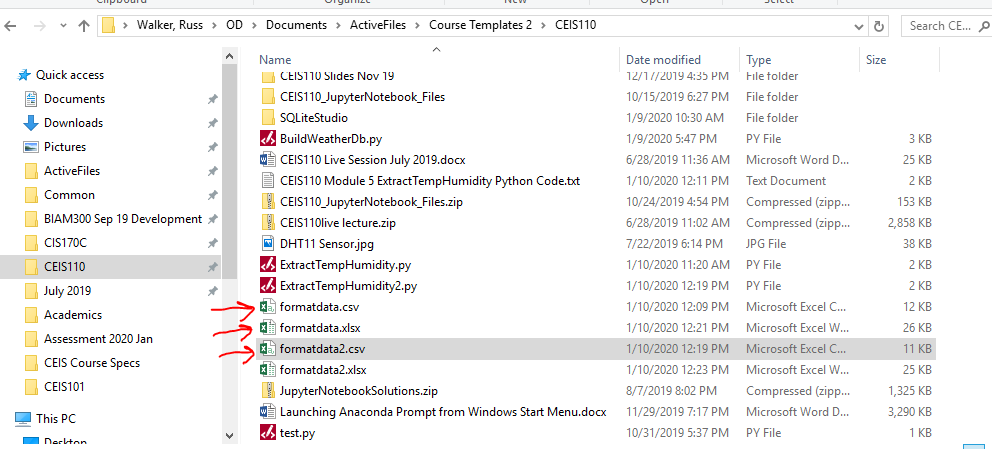 Clipboard Organize New Open Select
Walker, Russ > OD > Documents > ActiveFiles > Course Templates 2 > CEIS110 Search CE...
Quick access
Documents
Downloads
Pictures
ActiveFiles
Common
BIAM300 Sep 19 Development
CIS170C
CEIS110
July 2019
Academics
Assessment 2020 Jan
CEIS Course Specs
CEIS101
This PC
Desktop
Name Date modified Type Size
CEIS110 Slides Nov 19 12/17/2019 4:35 PM File folder
CEIS110_JupyterNotebook_Files 10/15/2019 6:27 PM File folder
SQLiteStudio 1/9/2020 10:30 AM File folder
BuildWeatherDb.py 1/9/2020 5:47 PM PY File 3 KB
CEIS110 Live Session July 2019.docx 6/28/2019 11:36 AM Microsoft Word D... 25 KB
CEIS110 Module 5 ExtractTempHumidity Python Code.txt 1/10/2020 12:11 PM Text Document 2 KB
CEIS110_JupyterNotebook_Files.zip 10/24/2019 4:54 PM Compressed (zipp... 153 KB
CEIS110live lecture.zip 6/28/2019 11:02 AM Compressed (zipp... 2,858 KB
DHT11 Sensor.jpg 7/22/2019 6:14 PM JPG File 38 KB
ExtractTempHumidity.py 1/10/2020 11:20 AM PY File 2 KB
ExtractTempHumidity2.py 1/10/2020 12:19 PM PY File 2 KB
formatdata.csv 1/10/2020 12:09 PM Microsoft Excel C... 12 KB
formatdata.xlsx 1/10/2020 12:21 PM Microsoft Excel W... 26 KB
formatdata2.csv 1/10/2020 12:19 PM Microsoft Excel C... 11 KB
formatdata2.xlsx 1/10/2020 12:23 PM Microsoft Excel W... 25 KB
JupyterNotebookSolutions.zip 8/7/2019 8:02 PM Compressed (zipp... 1,325 KB
Launching Anaconda Prompt from Windows Start Menu.docx 11/29/2019 7:17 PM Microsoft Word D... 3,290 KB
test.py 10/31/2019 5:37 PM PY File 1 KB